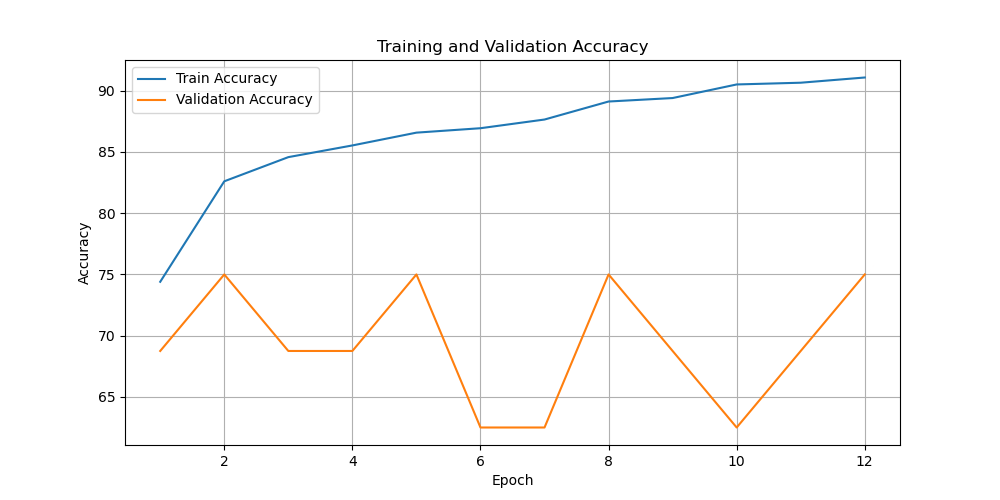 Training and Validation Accuracy
Train Accuracy
Validation Accuracy
90
85
80
75
70
65
Accuracy
2 4 6 8 10 12
Epoch